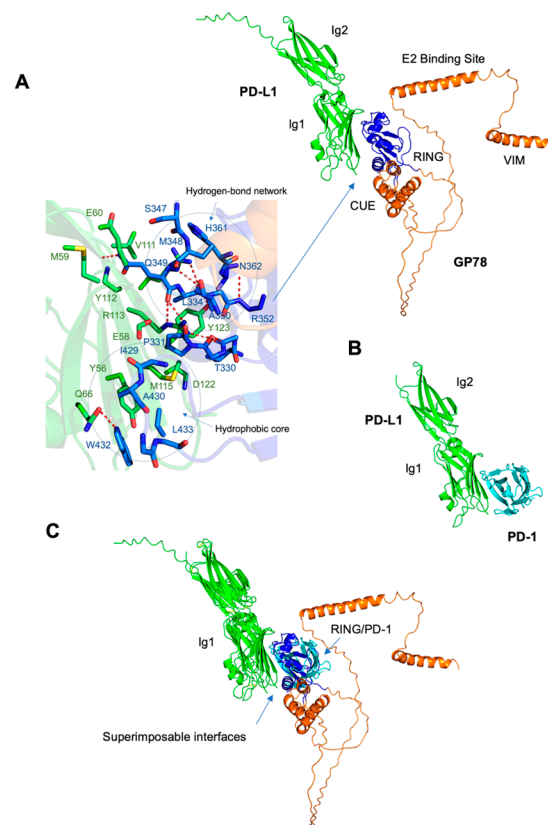 A
Ig2
E2 Binding Site
PD-L1
Ig1
RING
VIM
CUE
GP78
Hydrogen-bond network
S347
E60
H361
M348
V111
M59
Q349
N362
Y112
L334
R113
A380
R352
Y123
E58
P331
T330
I429
Y56
M115
D122
A430
Q66
Hydrophobic core
L433
W432
B
Ig2
PD-L1
Ig1
PD-1
C
RING/PD-1
Ig1
Superimposable interfaces